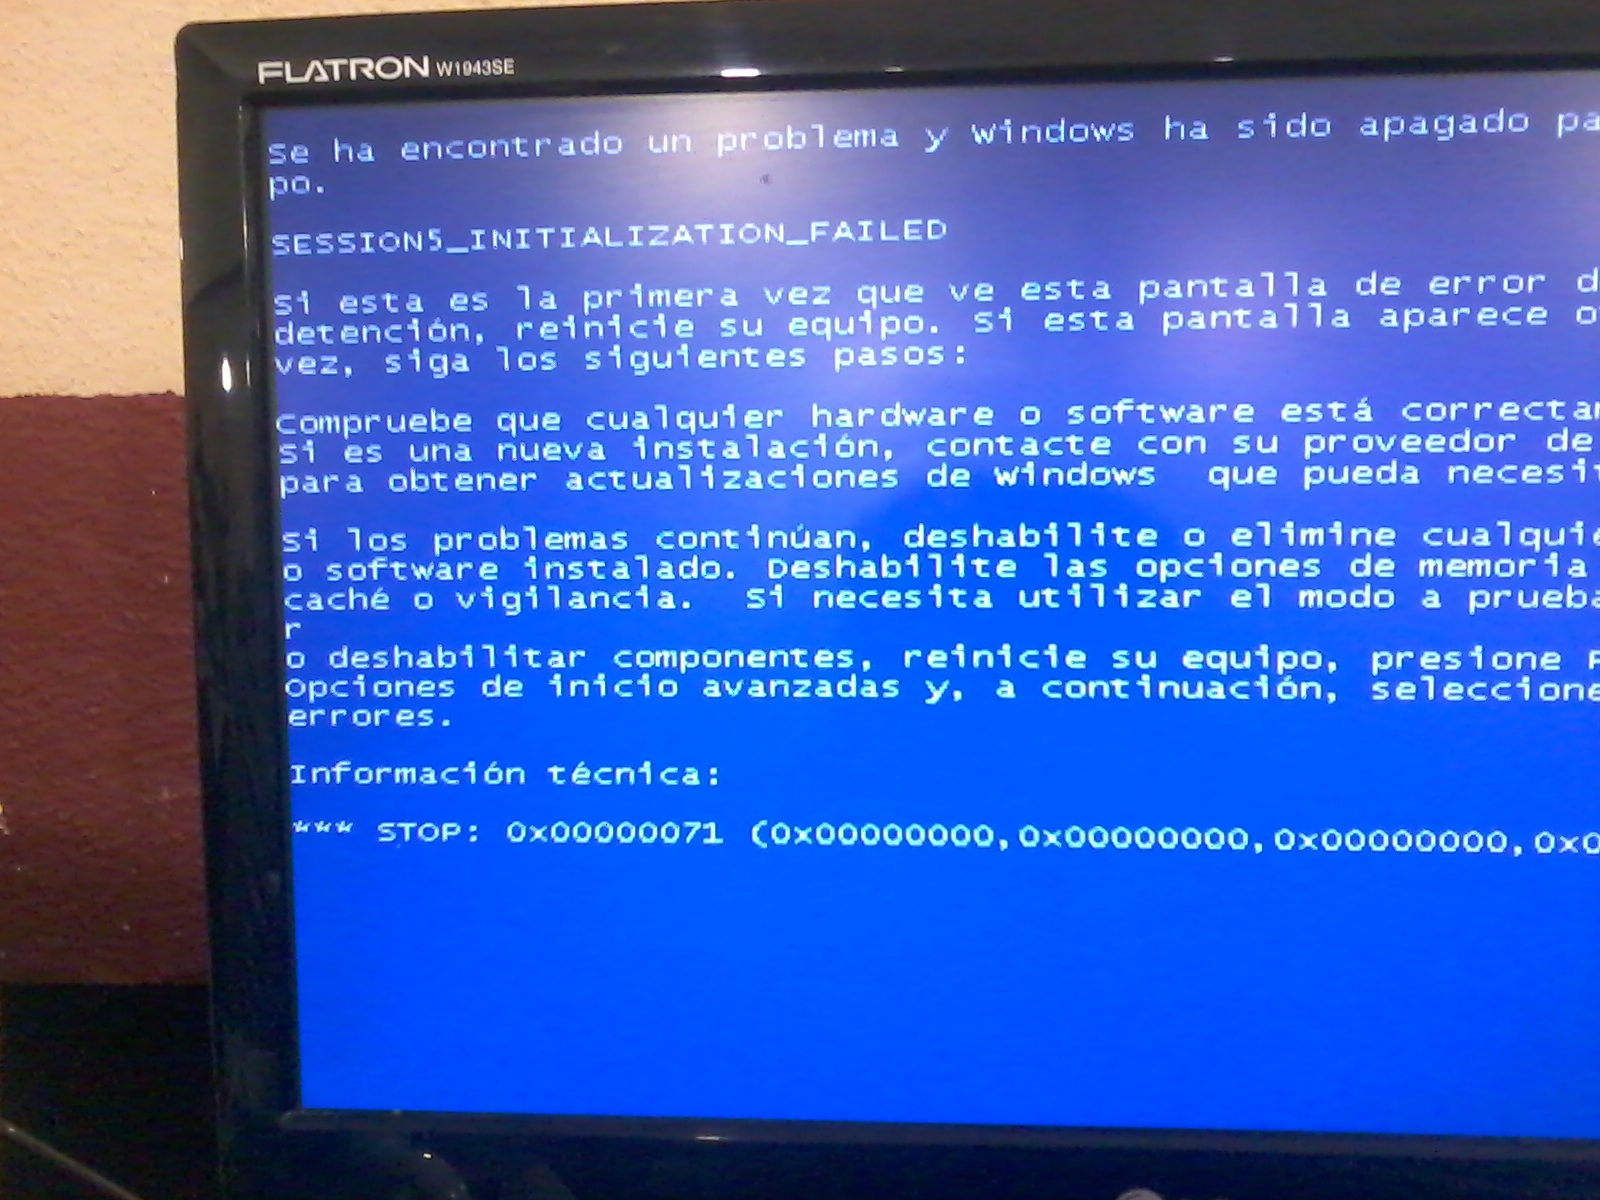 FLATRON W1943SE
Se ha encontrado un problema y Windows ha sido apagado pa
po.
SESSION5_INITIALIZATION_FAILED
Si esta es la primera vez que ve esta pantalla de error d
detención, reinicie su equipo. Si esta pantalla aparece o
vez, siga los siguientes pasos:
Compruebe que cualquier hardware o software está correcta
Si es una nueva instalación, contacte con su proveedor de
para obtener actualizaciones de Windows que pueda necesi
Si los problemas continúan, deshabilite o elimine cualquie
o software instalado. Deshabilite las opciones de memoria
caché o vigilancia. Si necesita utilizar el modo a prueba
r
o deshabilitar componentes, reinicie su equipo, presione F
Opciones de inicio avanzadas y, a continuación, seleccione
errores.
Información técnica:
*** STOP: 0x00000071 (0x00000000,0x00000000,0x00000000,0x0